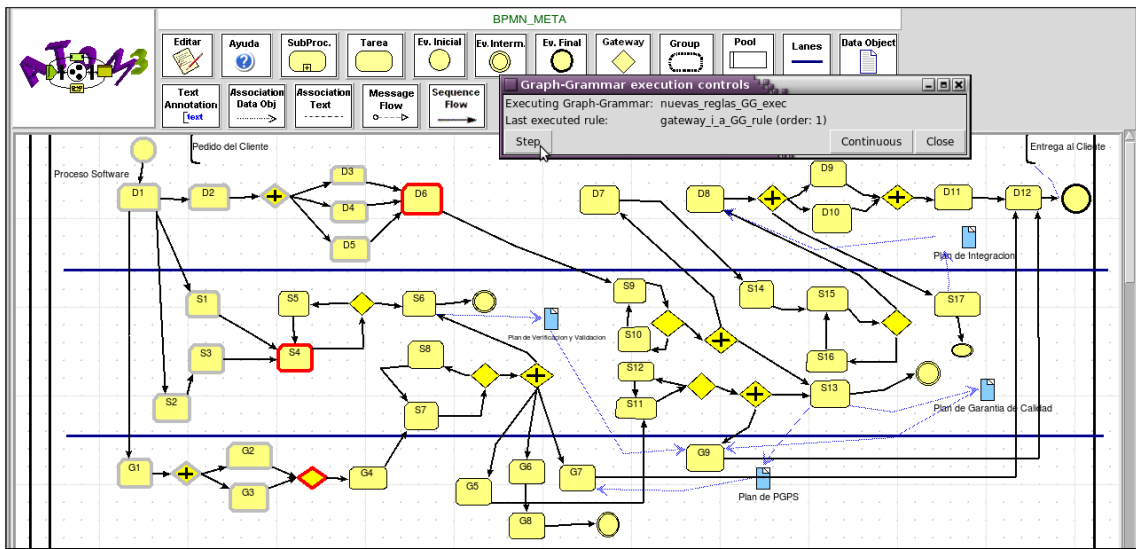 BPMN_META
AToM3
Editar
Ayuda
SubProc.
Tarea
Ev. Inicial
Ev. Interm.
Ev. Final
Gateway
Group
Pool
Lanes
Data Object
Text
Annotation
[text
Association
Data Obj
Association
Text
Message
Flow
Sequence
Flow
Graph-Grammar execution controls
Executing Graph-Grammar: nuevas_reglas_GG_exec
Last executed rule: gateway_i_a_GG_rule (order: 1)
Step
Continuous
Close
Pedido del Cliente
Entrega al Cliente
Proceso Software
D1
D2
D3
D4
D5
D6
D7
D8
D9
D10
D11
D12
Plan de Integracion
S1
S2
S3
S4
S5
S6
Plan de Verificacion y Validacion
S7
S8
S9
S10
S11
S12
S13
S14
S15
S16
S17
Plan de Garantia de Calidad
G1
G2
G3
G4
G5
G6
G7
G8
G9
Plan de PGPS